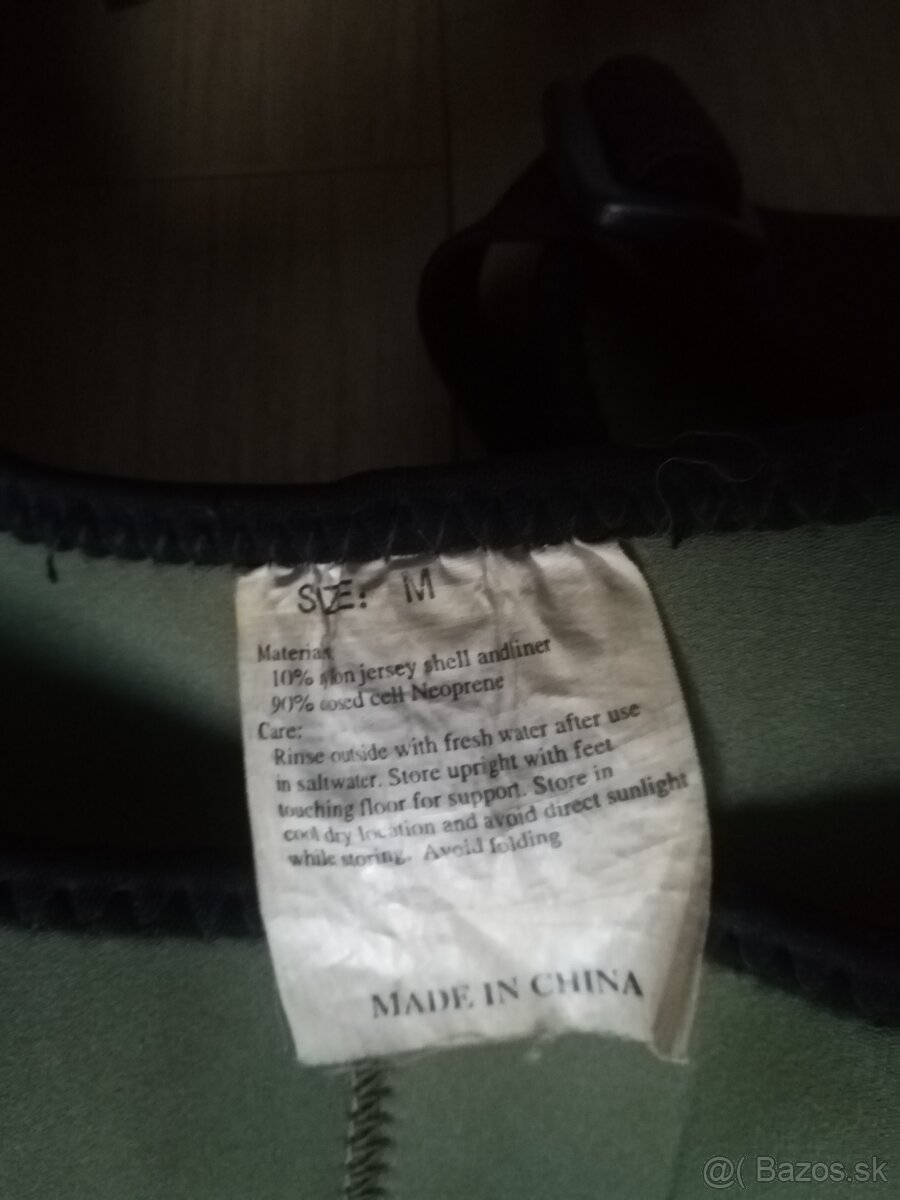 SIZE: M
Material:
10% nylon jersey shell andliner
90% closed cell Neoprene
Care:
Rinse outside with fresh water after use
in saltwater. Store upright with feet
touching floor for support. Store in
cool dry location and avoid direct sunlight
while storing. Avoid folding
MADE IN CHINA
@( Bazos.sk